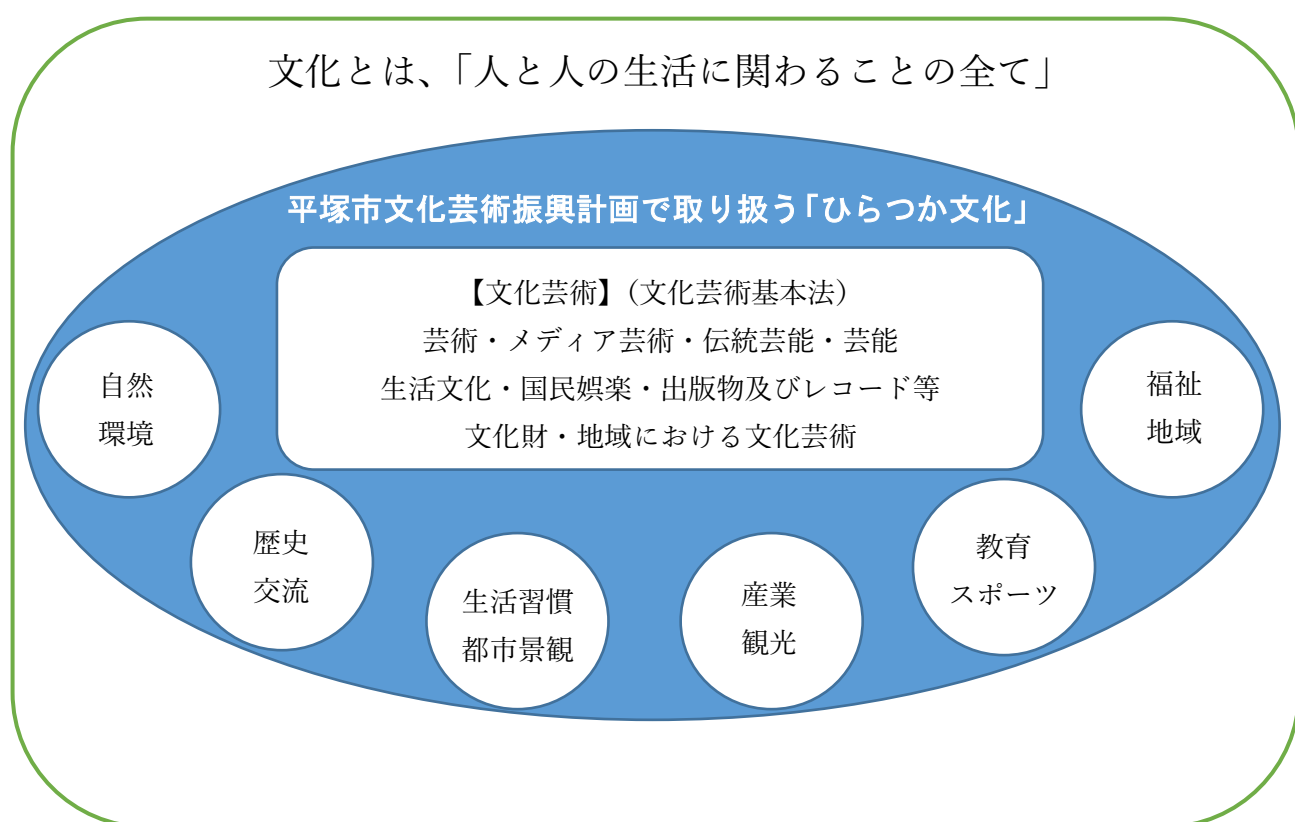 文化とは、「人と人の生活に関わることの全て」
平塚市文化芸術振興計画で取り扱う「ひらつか文化」
【文化芸術】（文化芸術基本法）
芸術・メディア芸術・伝統芸能・芸能
生活文化・国民娯楽・出版物及びレコード等
文化財・地域における文化芸術
自然
環境
歴史
交流
生活習慣
都市景観
産業
観光
教育
スポーツ
福祉
地域